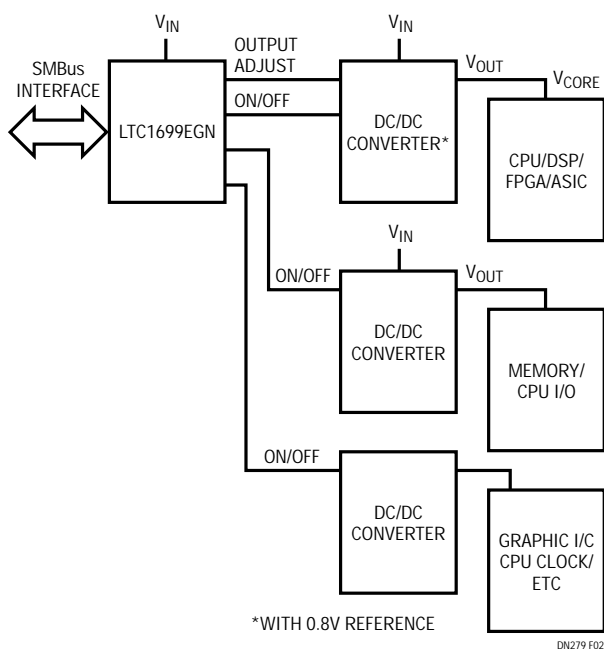 V_IN
V_IN
OUTPUT
ADJUST
V_OUT
V_CORE
SMBus
INTERFACE
LTC1699EGN
ON/OFF
DC/DC
CONVERTER*
CPU/DSP/
FPGA/ASIC
V_IN
ON/OFF
V_OUT
DC/DC
CONVERTER
MEMORY/
CPU I/O
ON/OFF
DC/DC
CONVERTER
GRAPHIC I/C
CPU CLOCK/
ETC
*WITH 0.8V REFERENCE
DN279 F02